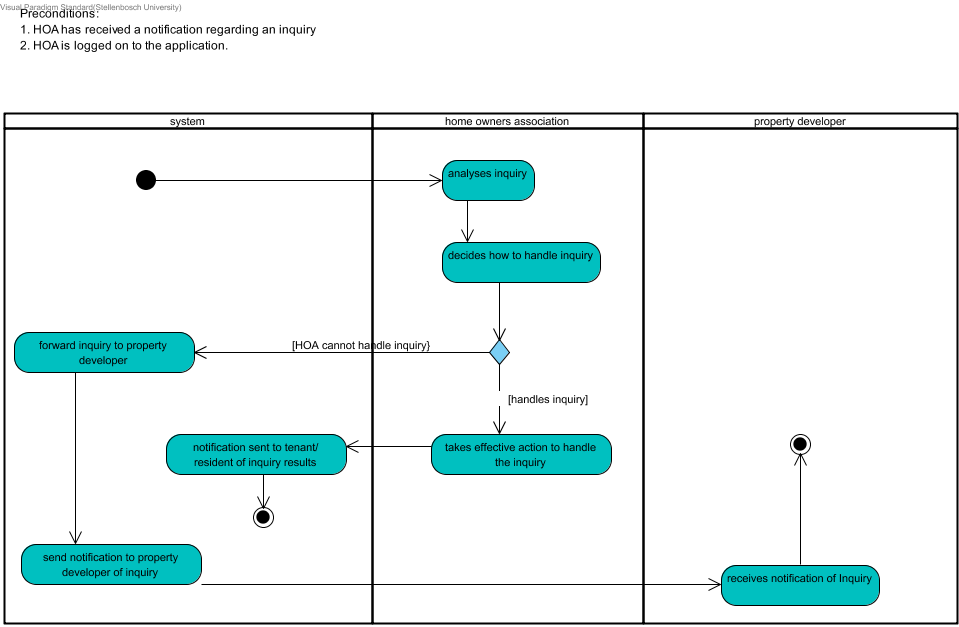 Visual Paradigm Standard(Stellenbosch University)
Preconditions:
1. HOA has received a notification regarding an inquiry
2. HOA is logged on to the application.
system
home owners association
property developer
analyses inquiry
decides how to handle inquiry
[HOA cannot handle inquiry}
forward inquiry to property
developer
[handles inquiry]
notification sent to tenant/
resident of inquiry results
takes effective action to handle
the inquiry
send notification to property
developer of inquiry
receives notification of Inquiry